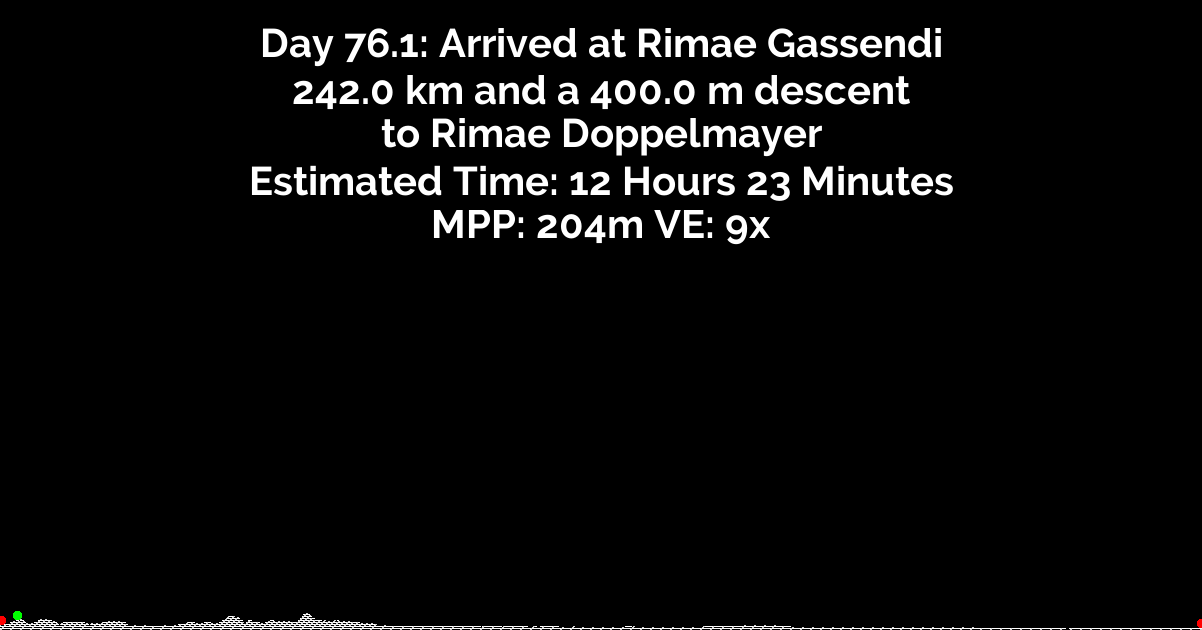 Day 76.1: Arrived at Rimae Gassendi
242.0 km and a 400.0 m descent
to Rimae Doppelmayer
Estimated Time: 12 Hours 23 Minutes
MPP: 204m VE: 9x